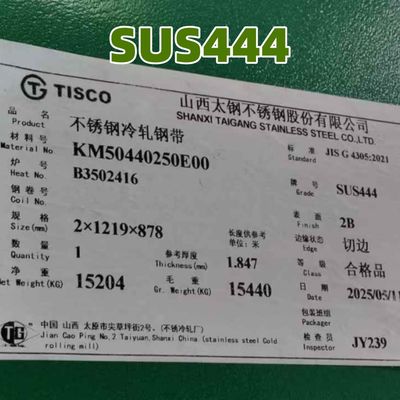 SUS444
TISCO
山西太钢不锈钢股份有限公司
SHANXI TAIGANG STAINLESS STEEL CO.,LTD.
品名 Product 不锈钢冷轧钢带 标准 Standard JIS G 4305:2021
材料号 Material No KM50440250E00
炉号 Heat No. B3502416 牌号 Grade SUS444
钢卷号 Coil No. 表面 Finish 2B
规格 Size(mm) 2×1219×878 长度供参考 单位:米 边缘状态 Edge 切边
数量 Quantity 1 参考厚度 Thickness(mm) 1.847 等级 Class 合格品
净重 Net Weight(KG) 15204 毛重 Gr. Weight(KG) 15440 日期 Date 2025/05/1
包装班组 Packager
检查员 Inspector JY239
中国 山西 太原市尖草坪街2号, (不锈冷轧厂)
Jian Cao Ping No,2 Taiyuan,Shanxi China (stainless steel Cold rolling mill)